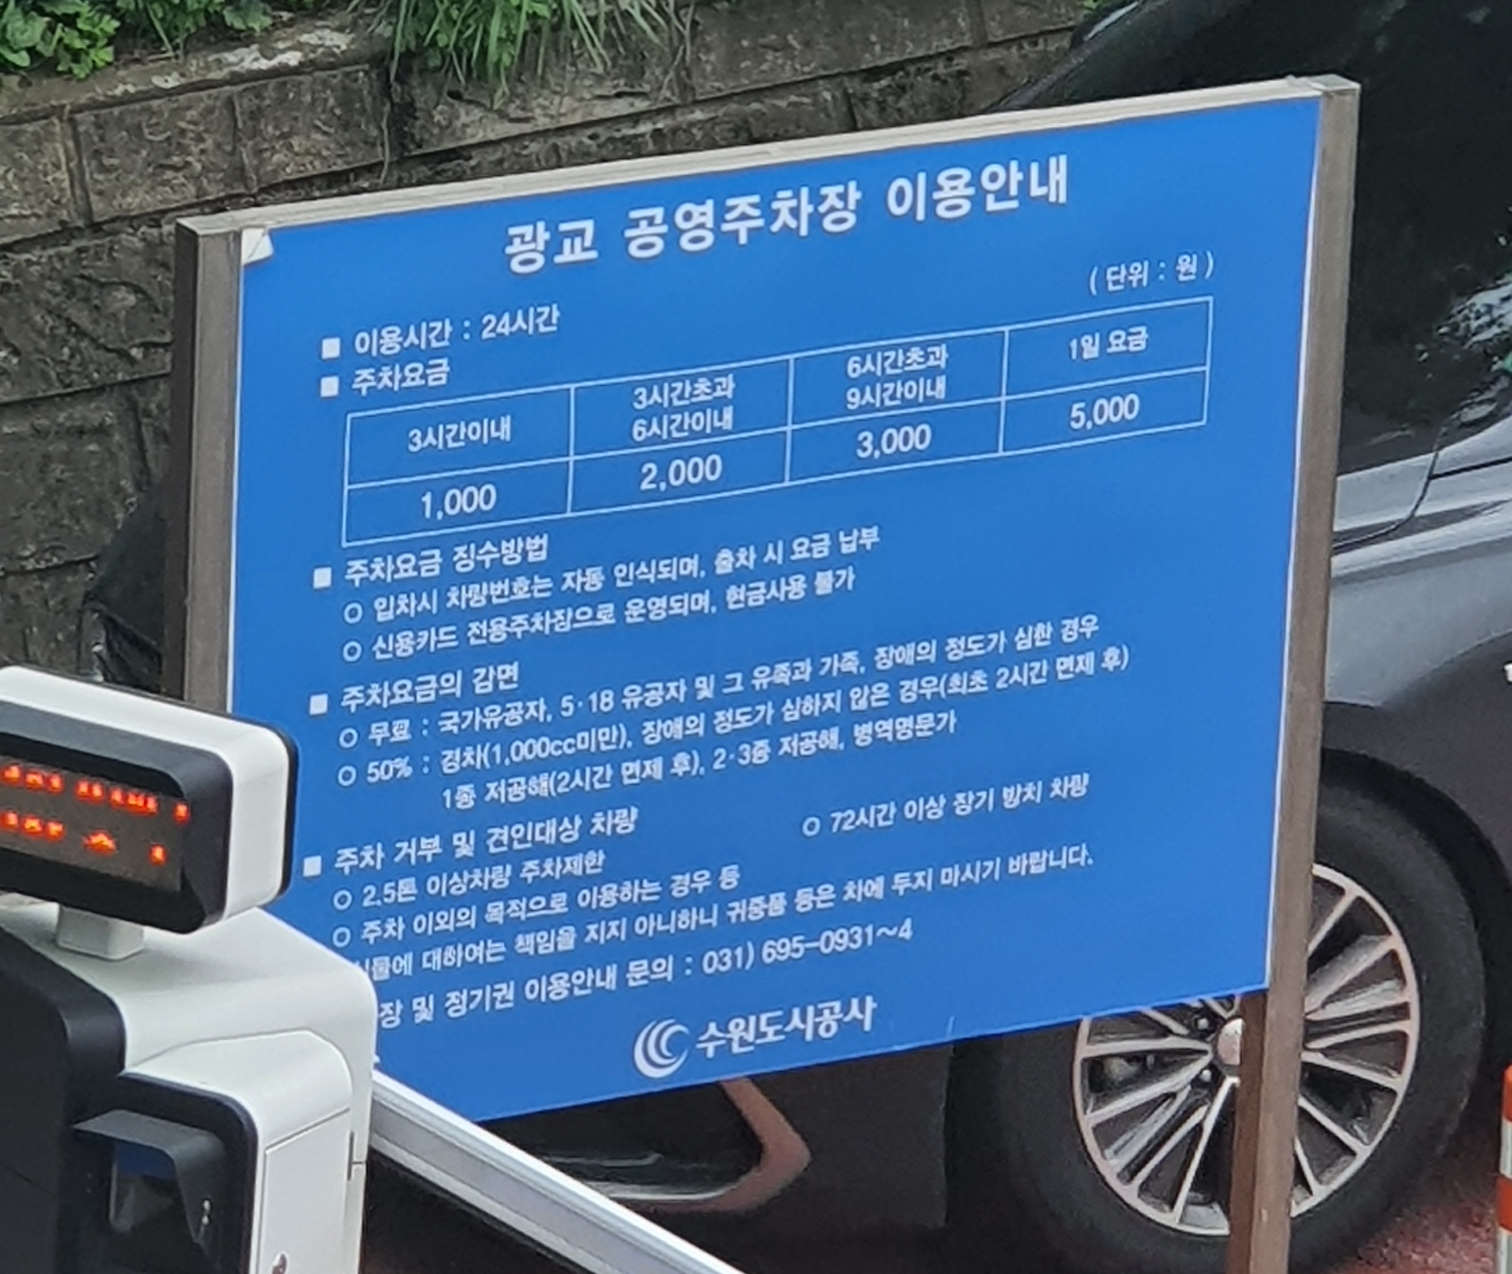 광교 공영주차장 이용안내
( 단위 : 원 )
■ 이용시간 : 24시간
■ 주차요금
3시간이내 3시간초과 6시간이내 6시간초과 9시간이내 1일 요금
1,000 2,000 3,000 5,000
■ 주차요금 징수방법
○ 입차시 차량번호는 자동 인식되며, 출차 시 요금 납부
○ 신용카드 전용주차장으로 운영되며, 현금사용 불가
■ 주차요금의 감면
○ 무료 : 국가유공자, 5·18 유공자 및 그 유족과 가족, 장애의 정도가 심한 경우
○ 50% : 경차(1,000cc미만), 장애의 정도가 심하지 않은 경우(최초 2시간 면제 후)
1종 저공해(2시간 면제 후), 2·3종 저공해, 병역명문가
■ 주차 거부 및 견인대상 차량
○ 2.5톤 이상차량 주차제한 ○ 72시간 이상 장기 방치 차량
○ 주차 이외의 목적으로 이용하는 경우 등
대하여는 책임을 지지 아니하니 귀중품 등은 차에 두지 마시기 바랍니다.
장 및 정기권 이용안내 문의 : 031) 695-0931~4
수원도시공사